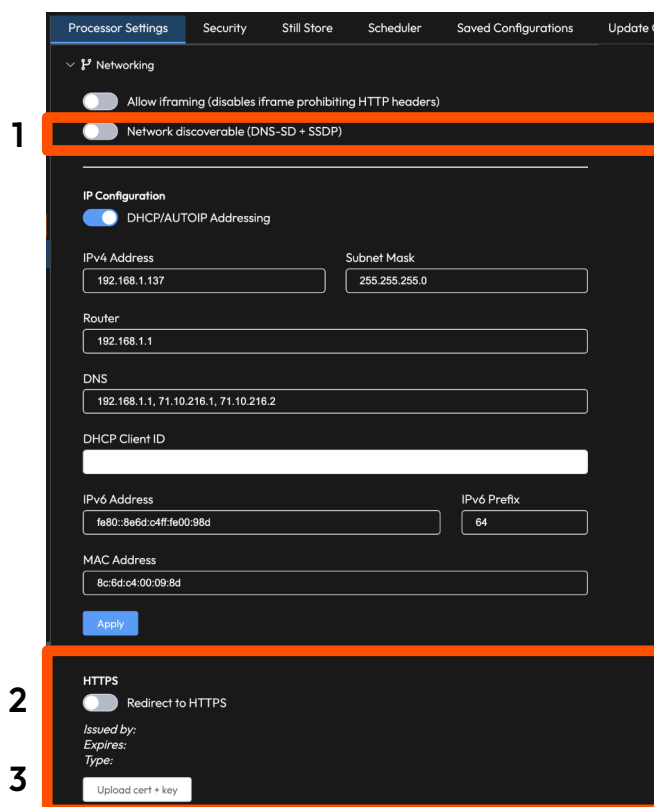 Processor Settings Security Still Store Scheduler Saved Configurations Update
Networking
Allow iframing (disables iframe prohibiting HTTP headers)
1 Network discoverable (DNS-SD + SSDP)
IP Configuration
DHCP/AUTOIP Addressing
IPv4 Address Subnet Mask
192.168.1.137 255.255.255.0
Router
192.168.1.1
DNS
192.168.1.1, 71.10.216.1, 71.10.216.2
DHCP Client ID
IPv6 Address IPv6 Prefix
fe80::8e6d:c4ff:fe00:98d 64
MAC Address
8c:6d:c4:00:09:8d
Apply
HTTPS
2 Redirect to HTTPS
Issued by:
Expires:
Type:
3 Upload cert + key